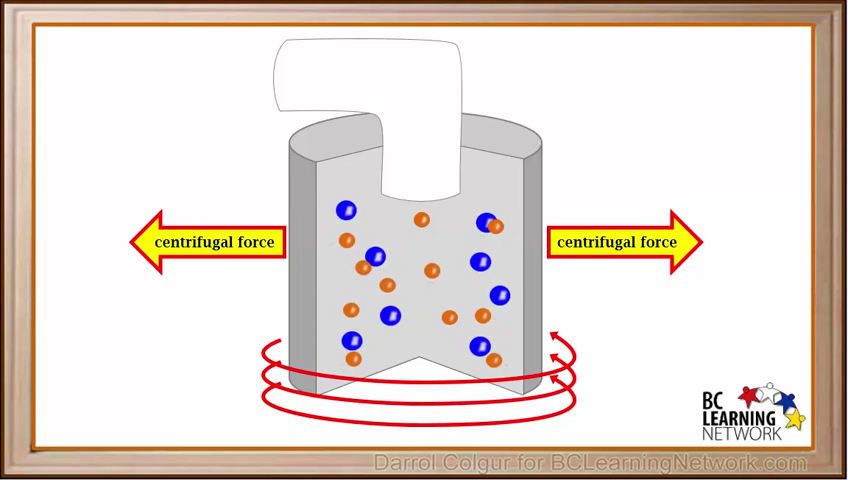 centrifugal force
centrifugal force
BC
LEARNING
NETWORK
Darrol Colgur for BCLearningNetwork.com